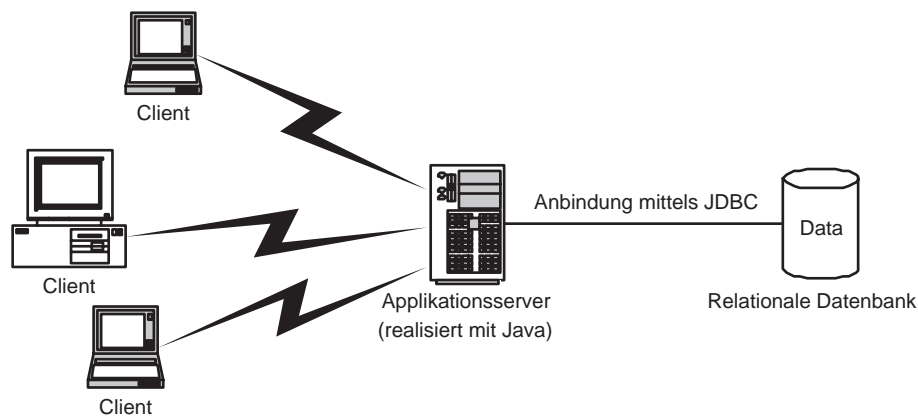 Client
Anbindung mittels JDBC
Data
Client
Applikationsserver
(realisiert mit Java)
Relationale Datenbank
Client